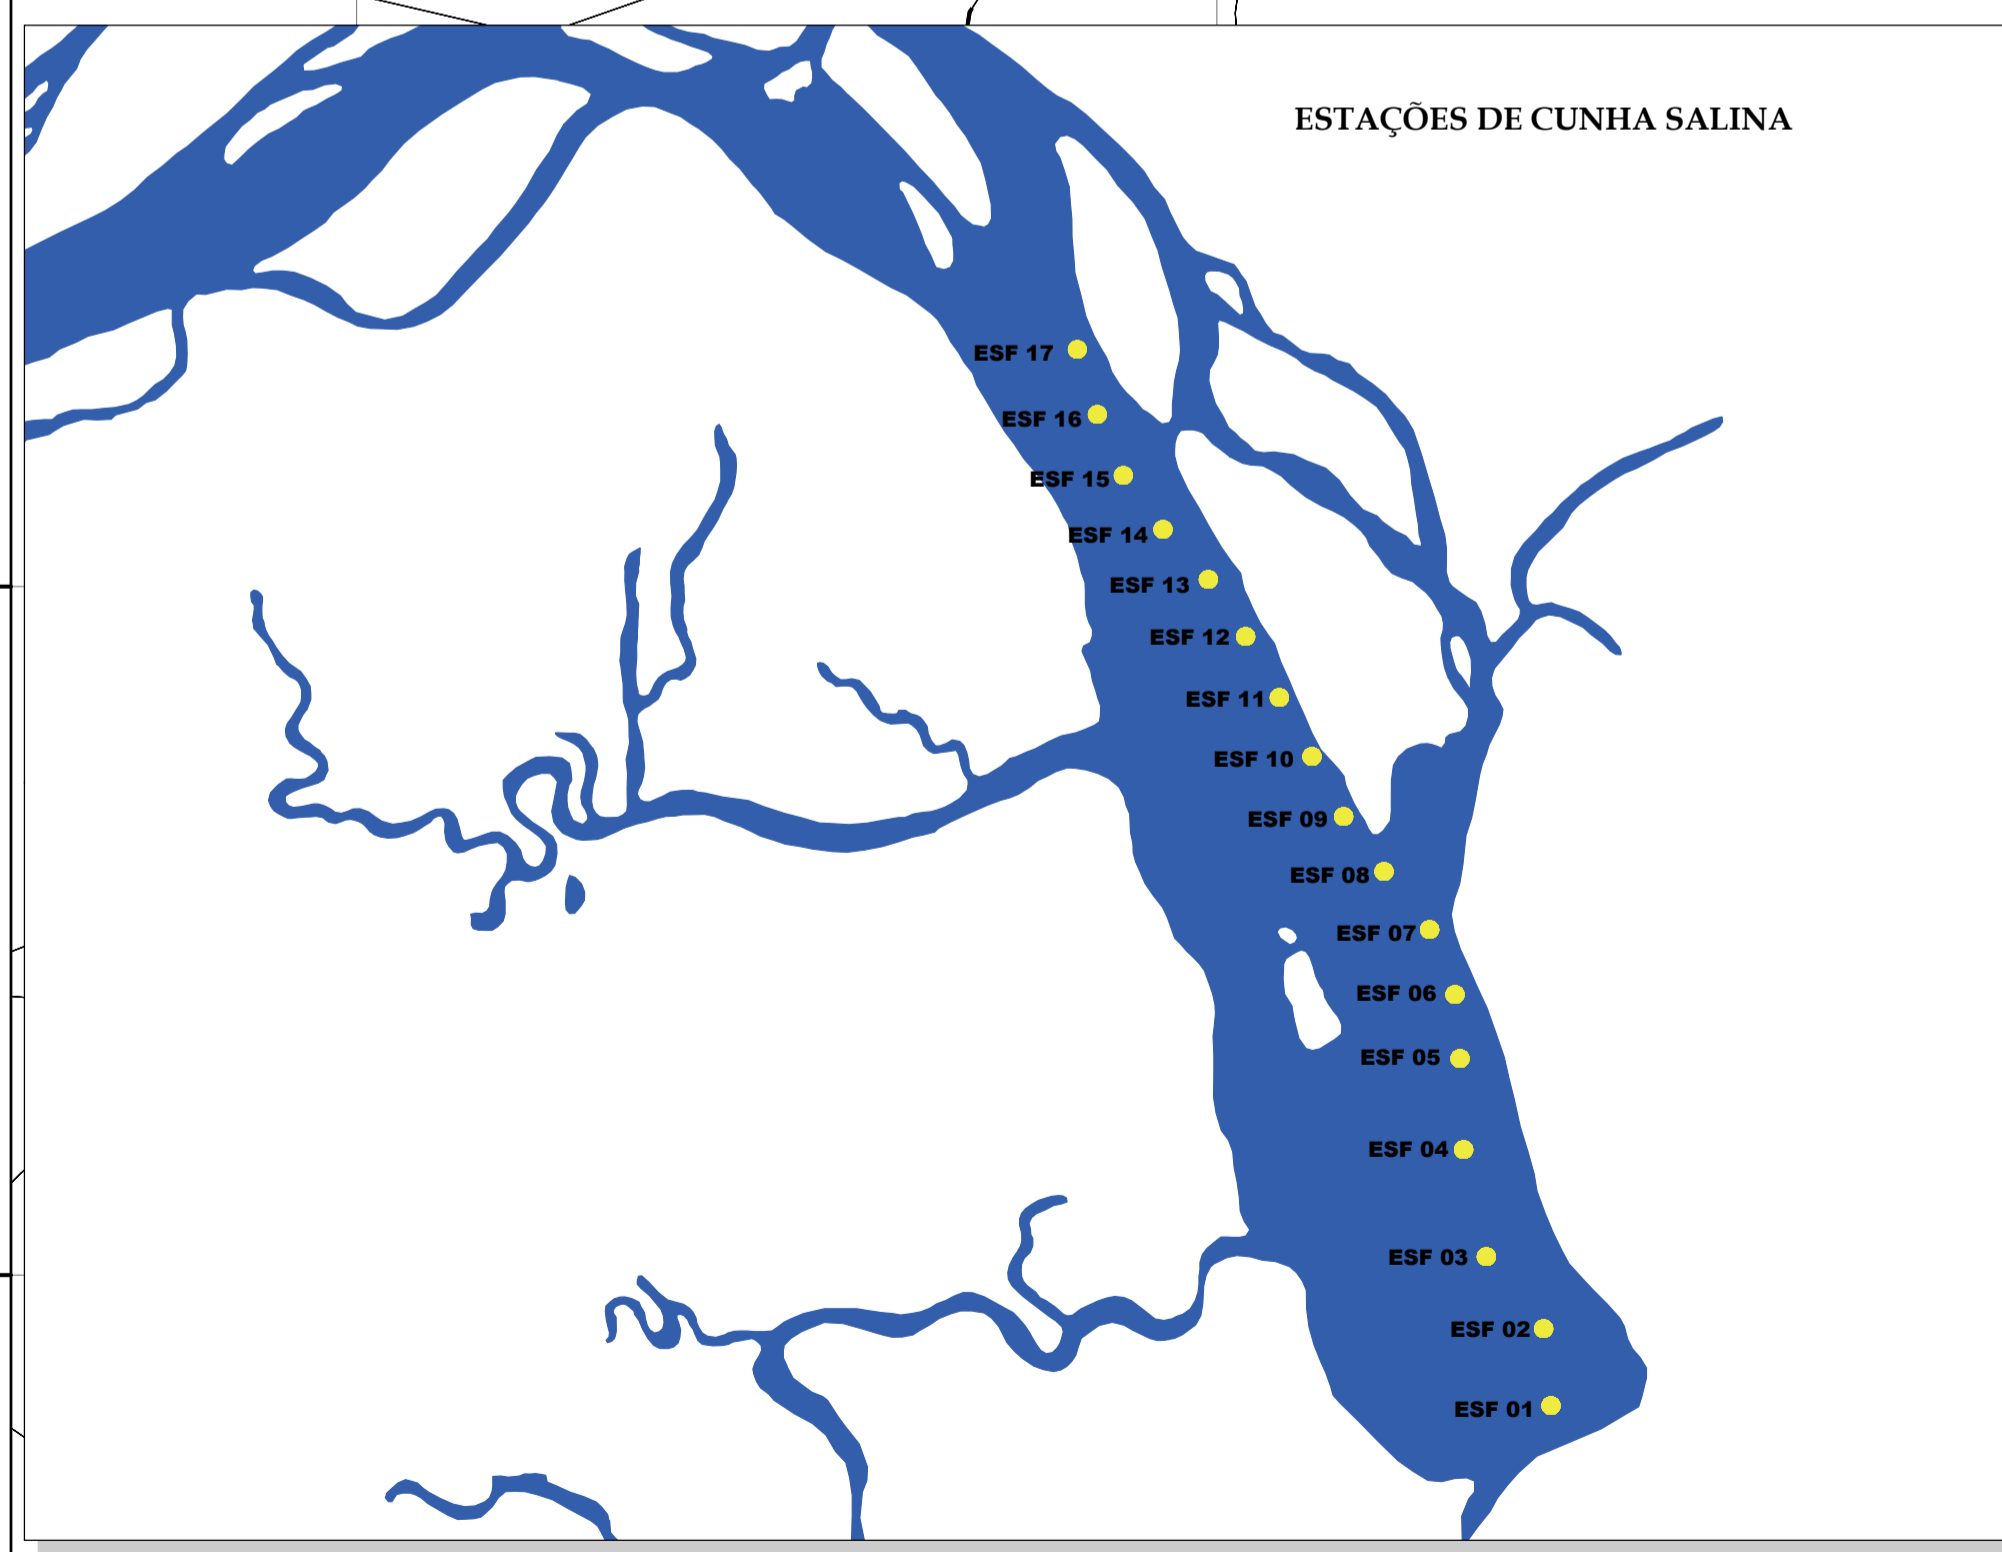 ESTAÇÕES DE CUNHA SALINA
ESF 17
ESF 16
ESF 15
ESF 14
ESF 13
ESF 12
ESF 11
ESF 10
ESF 09
ESF 08
ESF 07
ESF 06
ESF 05
ESF 04
ESF 03
ESF 02
ESF 01